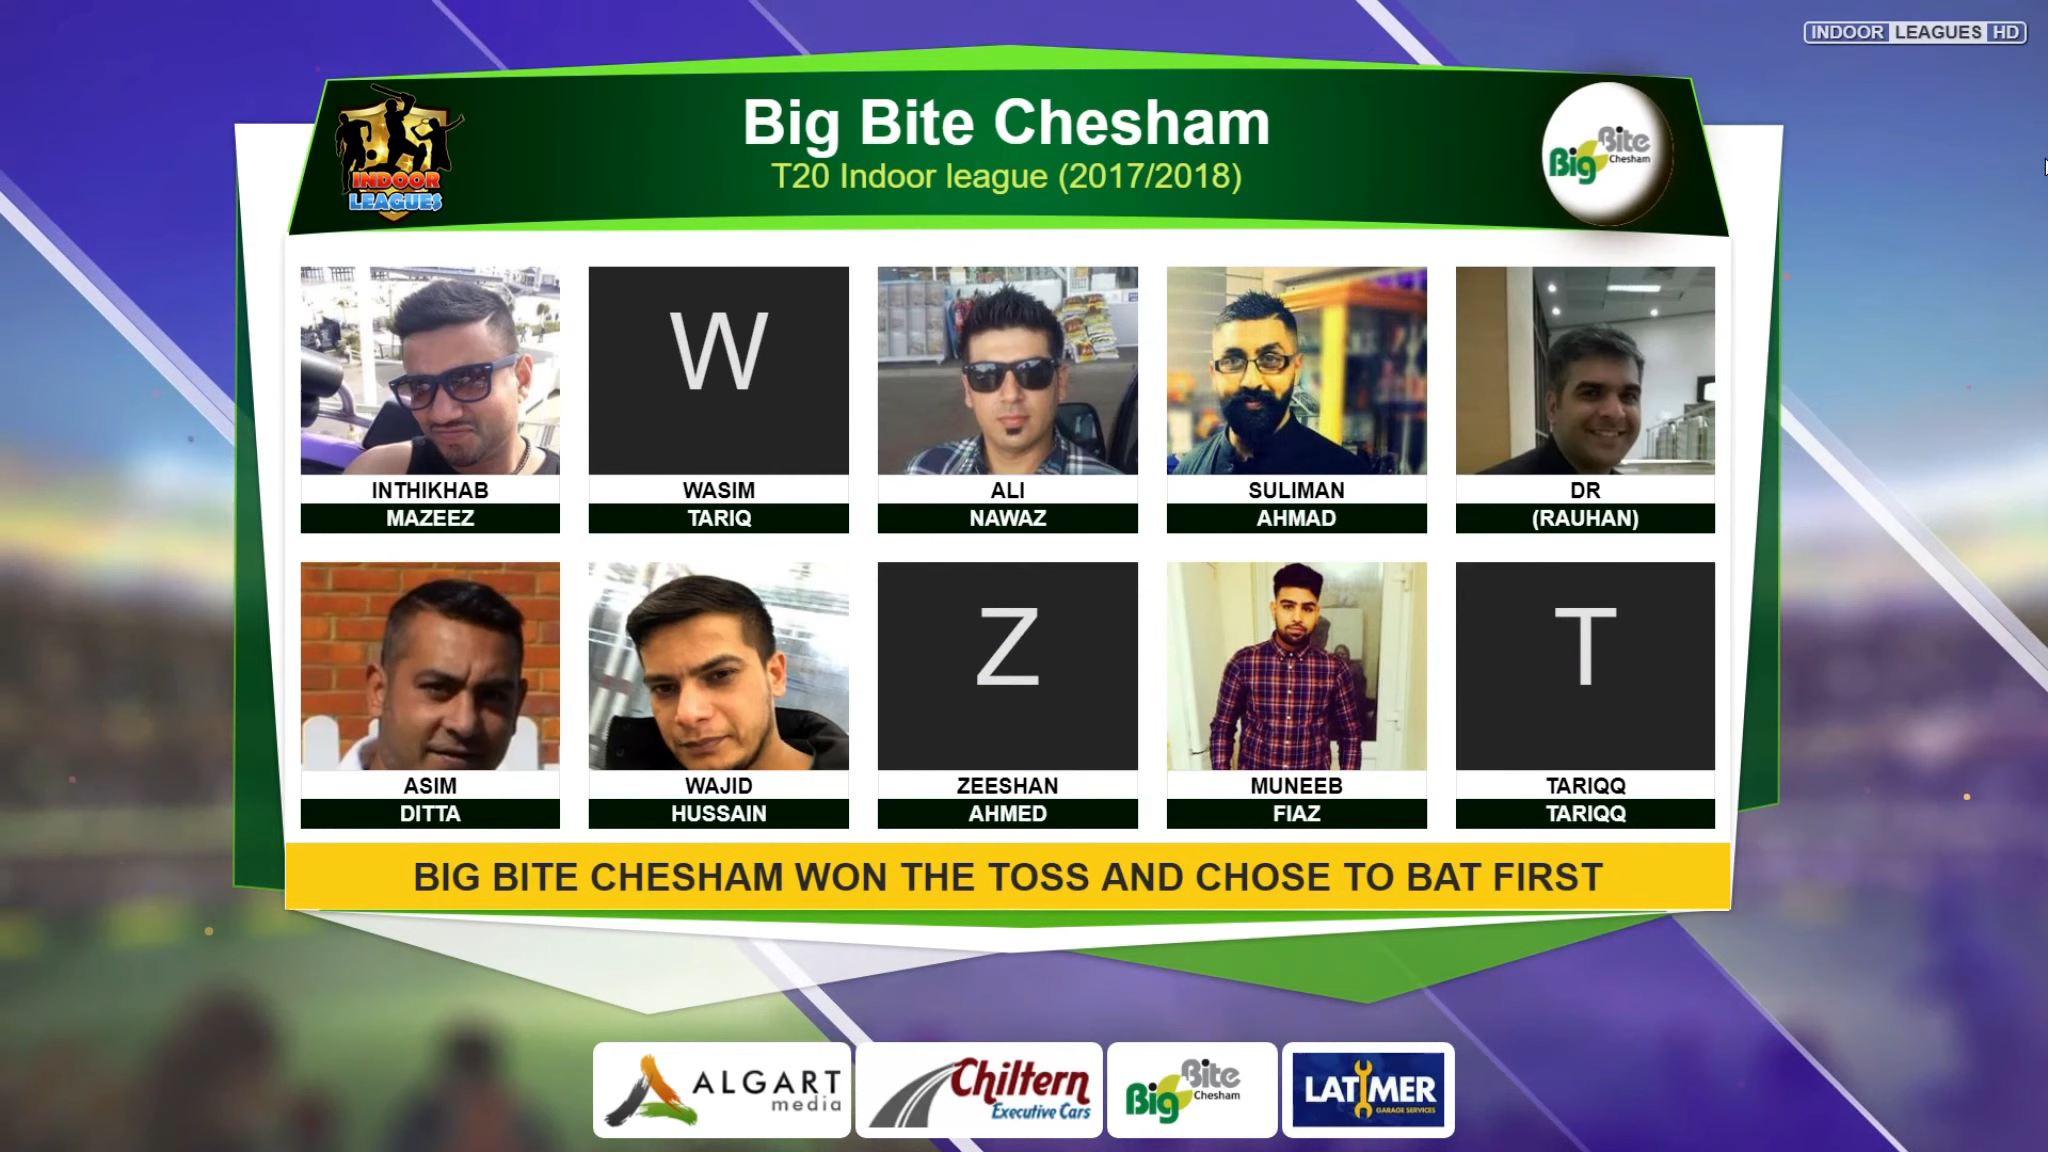 INDOOR LEAGUES HD
INDOOR
LEAGUES
Big Bite Chesham
T20 Indoor league (2017/2018)
Big Bite
Chesham
W
INTHIKHAB
MAZEEZ
WASIM
TARIQ
ALI
NAWAZ
SULIMAN
AHMAD
DR
(RAUHAN)
Z
T
ASIM
DITTA
WAJID
HUSSAIN
ZEESHAN
AHMED
MUNEEB
FIAZ
TARIQQ
TARIQQ
BIG BITE CHESHAM WON THE TOSS AND CHOSE TO BAT FIRST
ALGART
media
Chiltern
Executive Cars
Big Bite
Chesham
LATIMER
GARAGE SERVICES